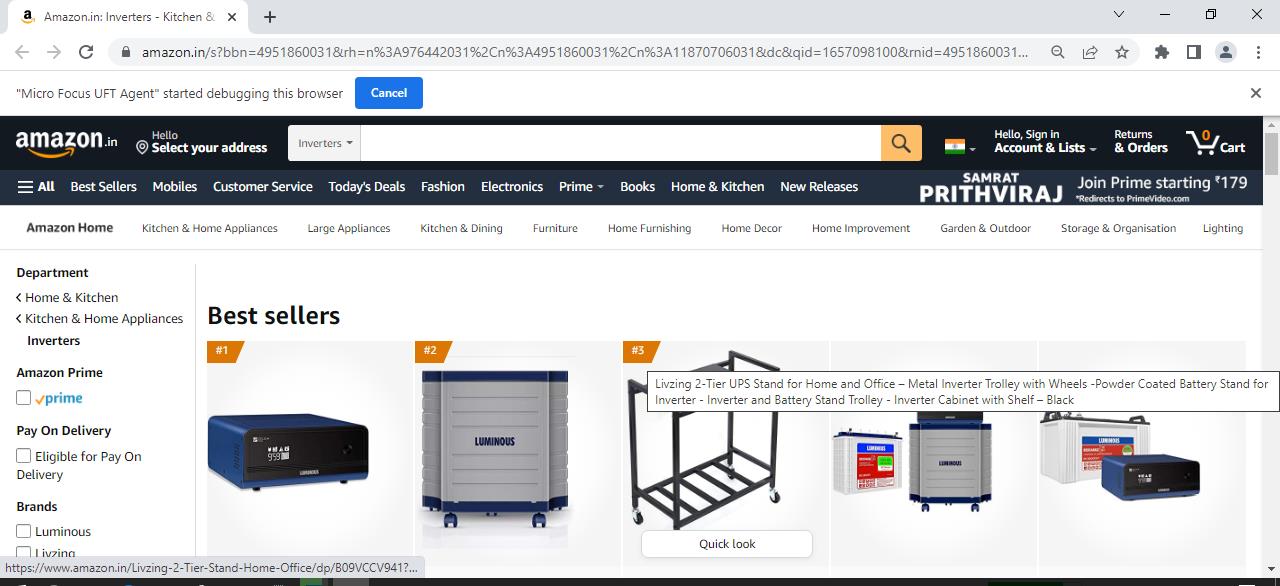 Amazon.in: Inverters - Kitchen &
amazon.in/s?bbn=4951860031&rh=n%3A976442031%2Cn%3A4951860031%2Cn%3A11870706031&dc&qid=1657098100&rnid=4951860031...
"Micro Focus UFT Agent" started debugging this browser
Cancel
amazon.in
Hello
Select your address
Inverters
Hello, Sign in
Account & Lists
Returns
& Orders
0
Cart
All
Best Sellers
Mobiles
Customer Service
Today's Deals
Fashion
Electronics
Prime
Books
Home & Kitchen
New Releases
SAMRAT
PRITHVIRAJ
Join Prime starting ₹179
*Redirects to PrimeVideo.com
Amazon Home
Kitchen & Home Appliances
Large Appliances
Kitchen & Dining
Furniture
Home Furnishing
Home Decor
Home Improvement
Garden & Outdoor
Storage & Organisation
Lighting
Department
Home & Kitchen
Kitchen & Home Appliances
Inverters
Amazon Prime
prime
Pay On Delivery
Eligible for Pay On
Delivery
Brands
Luminous
Livzing
Best sellers
#1
#2
#3
LUMINOUS
LUMINOUS
Livzing 2-Tier UPS Stand for Home and Office – Metal Inverter Trolley with Wheels -Powder Coated Battery Stand for
Inverter - Inverter and Battery Stand Trolley - Inverter Cabinet with Shelf – Black
LUMINOUS
LUMINOUS
LUMINOUS
Quick look
https://www.amazon.in/Livzing-2-Tier-Stand-Home-Office/dp/B09VCCV941?...